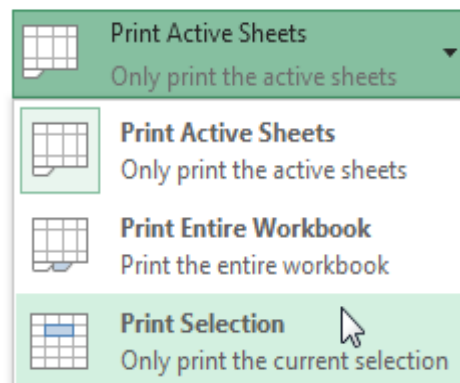 Print Active Sheets
Only print the active sheets
Print Active Sheets
Only print the active sheets
Print Entire Workbook
Print the entire workbook
Print Selection
Only print the current selection